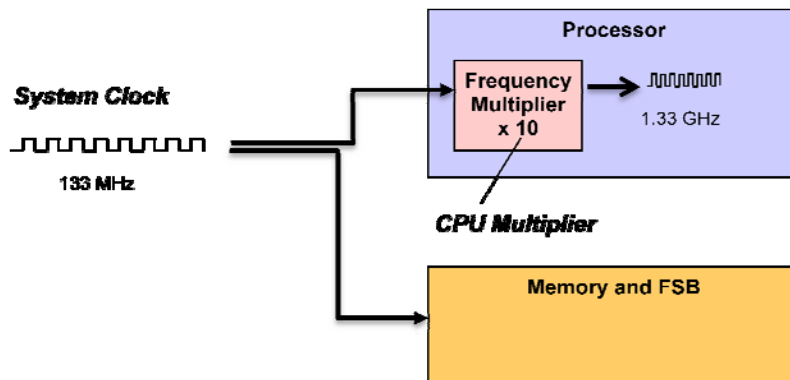 System Clock
133 MHz
Processor
Frequency
Multiplier
x 10
1.33 GHz
CPU Multiplier
Memory and FSB